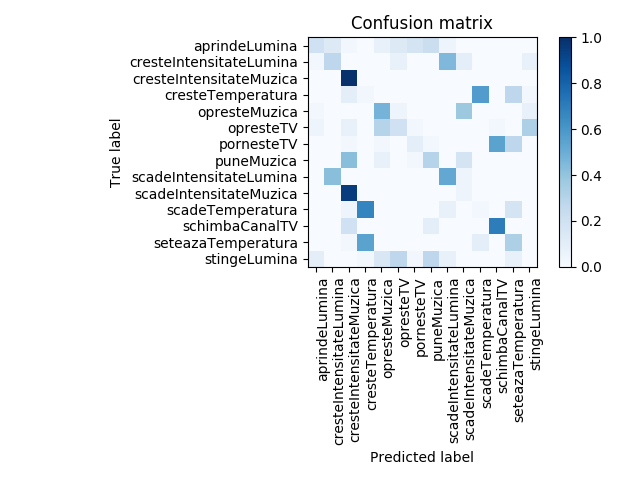 Confusion matrix
True label
aprindeLumina
cresteIntensitateLumina
cresteIntensitateMuzica
cresteTemperatura
opresteMuzica
opresteTV
pornesteTV
puneMuzica
scadeIntensitateLumina
scadeIntensitateMuzica
scadeTemperatura
schimbaCanalTV
seteazaTemperatura
stingeLumina
1.0
0.8
0.6
0.4
0.2
0.0
aprindeLumina
cresteIntensitateLumina
cresteIntensitateMuzica
cresteTemperatura
opresteMuzica
opresteTV
pornesteTV
puneMuzica
scadeIntensitateLumina
scadeIntensitateMuzica
scadeTemperatura
schimbaCanalTV
seteazaTemperatura
stingeLumina
Predicted label